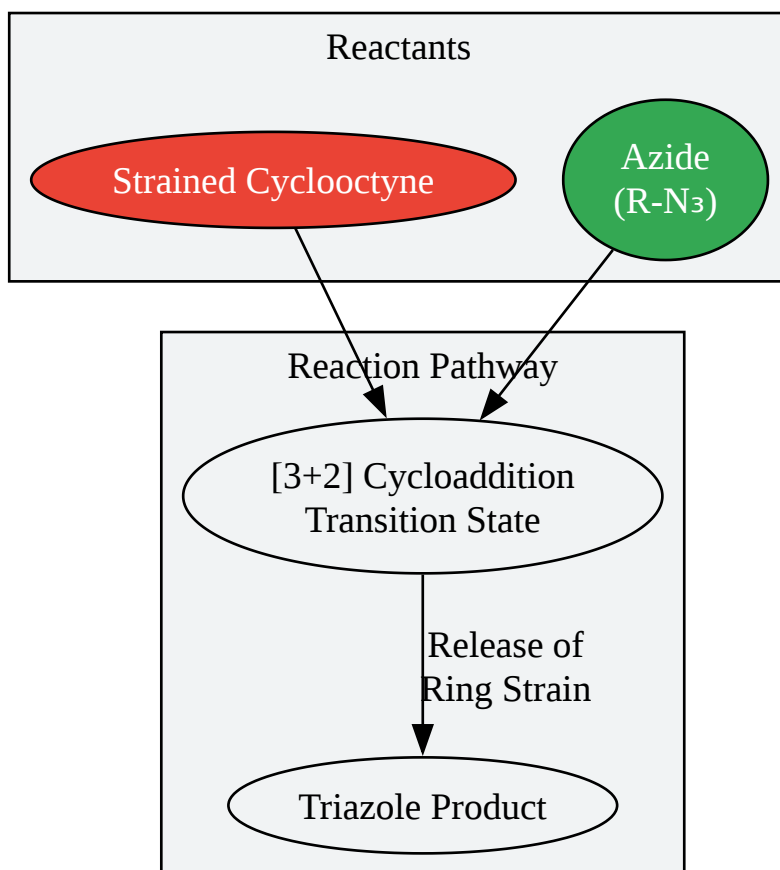 Reactants
Strained Cyclooctyne
Azide
(R-N₃)
Reaction Pathway
[3+2] Cycloaddition
Transition State
Release of
Ring Strain
Triazole Product